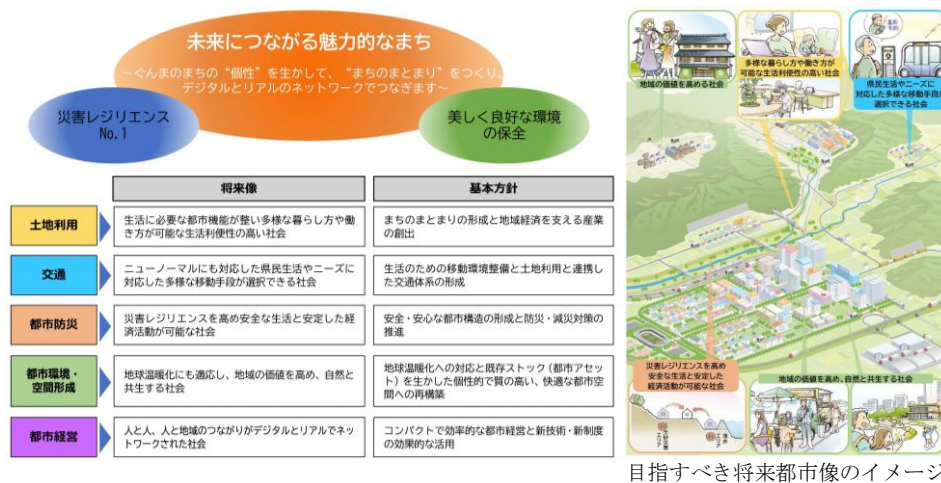 未来につながる魅力的なまち
～ぐんまのまちの“個性”を生かして、“まちのまとまり”をつくり、
デジタルとリアルのネットワークでつなぎます～
災害レジリエンス
No.1
美しく良好な環境
の保全
将来像
基本方針
土地利用
生活に必要な都市機能が整い多様な暮らし方や働
き方が可能な生活利便性の高い社会
まちのまとまりの形成と地域経済を支える産業
の創出
交通
ニューノーマルにも対応した県民生活やニーズに
対応した多様な移動手段が選択できる社会
生活のための移動環境整備と土地利用と連携し
た交通体系の形成
都市防災
災害レジリエンスを高め安全な生活と安定した経
済活動が可能な社会
安全・安心な都市構造の形成と防災・減災対策の
推進
都市環境・
空間形成
地球温暖化にも適応し、地域の価値を高め、自然と
共生する社会
地球温暖化への対応と既存ストック（都市アセッ
ト）を生かした個性的で質の高い、快適な都市空
間への再構築
都市経営
人と人、人と地域のつながりがデジタルとリアルでネッ
トワークされた社会
コンパクトで効率的な都市経営と新技術・新制度
の効果的な活用
地域の価値を高める社会
多様な暮らし方や働き方が
可能な生活利便性の高い社会
県民生活やニーズに
対応した多様な移動手段が
選択できる社会
災害レジリエンスを高め
安全な生活と安定した
経済活動が可能な社会
地域の価値を高め、自然と共生する社会
目指すべき将来都市像のイメージ